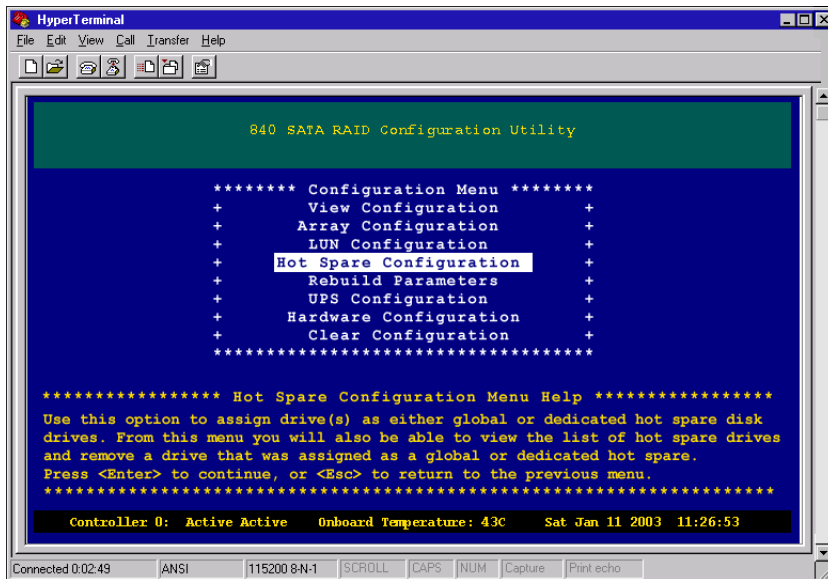 HyperTerminal
File Edit View Call Transfer Help
840 SATA RAID Configuration Utility
******** Configuration Menu ********
+ View Configuration +
+ Array Configuration +
+ LUN Configuration +
+ Hot Spare Configuration +
+ Rebuild Parameters +
+ UPS Configuration +
+ Hardware Configuration +
+ Clear Configuration +
************************************
***************** Hot Spare Configuration Menu Help *****************
Use this option to assign drive(s) as either global or dedicated hot spare disk
drives. From this menu you will also be able to view the list of hot spare drives
and remove a drive that was assigned as a global or dedicated hot spare.
Press <Enter> to continue, or <Esc> to return to the previous menu.
*********************************************************************
Controller 0: Active Active Onboard Temperature: 43C Sat Jan 11 2003 11:26:53
Connected 0:02:49 ANSI 115200 8-N-1 SCROLL CAPS NUM Capture Print echo